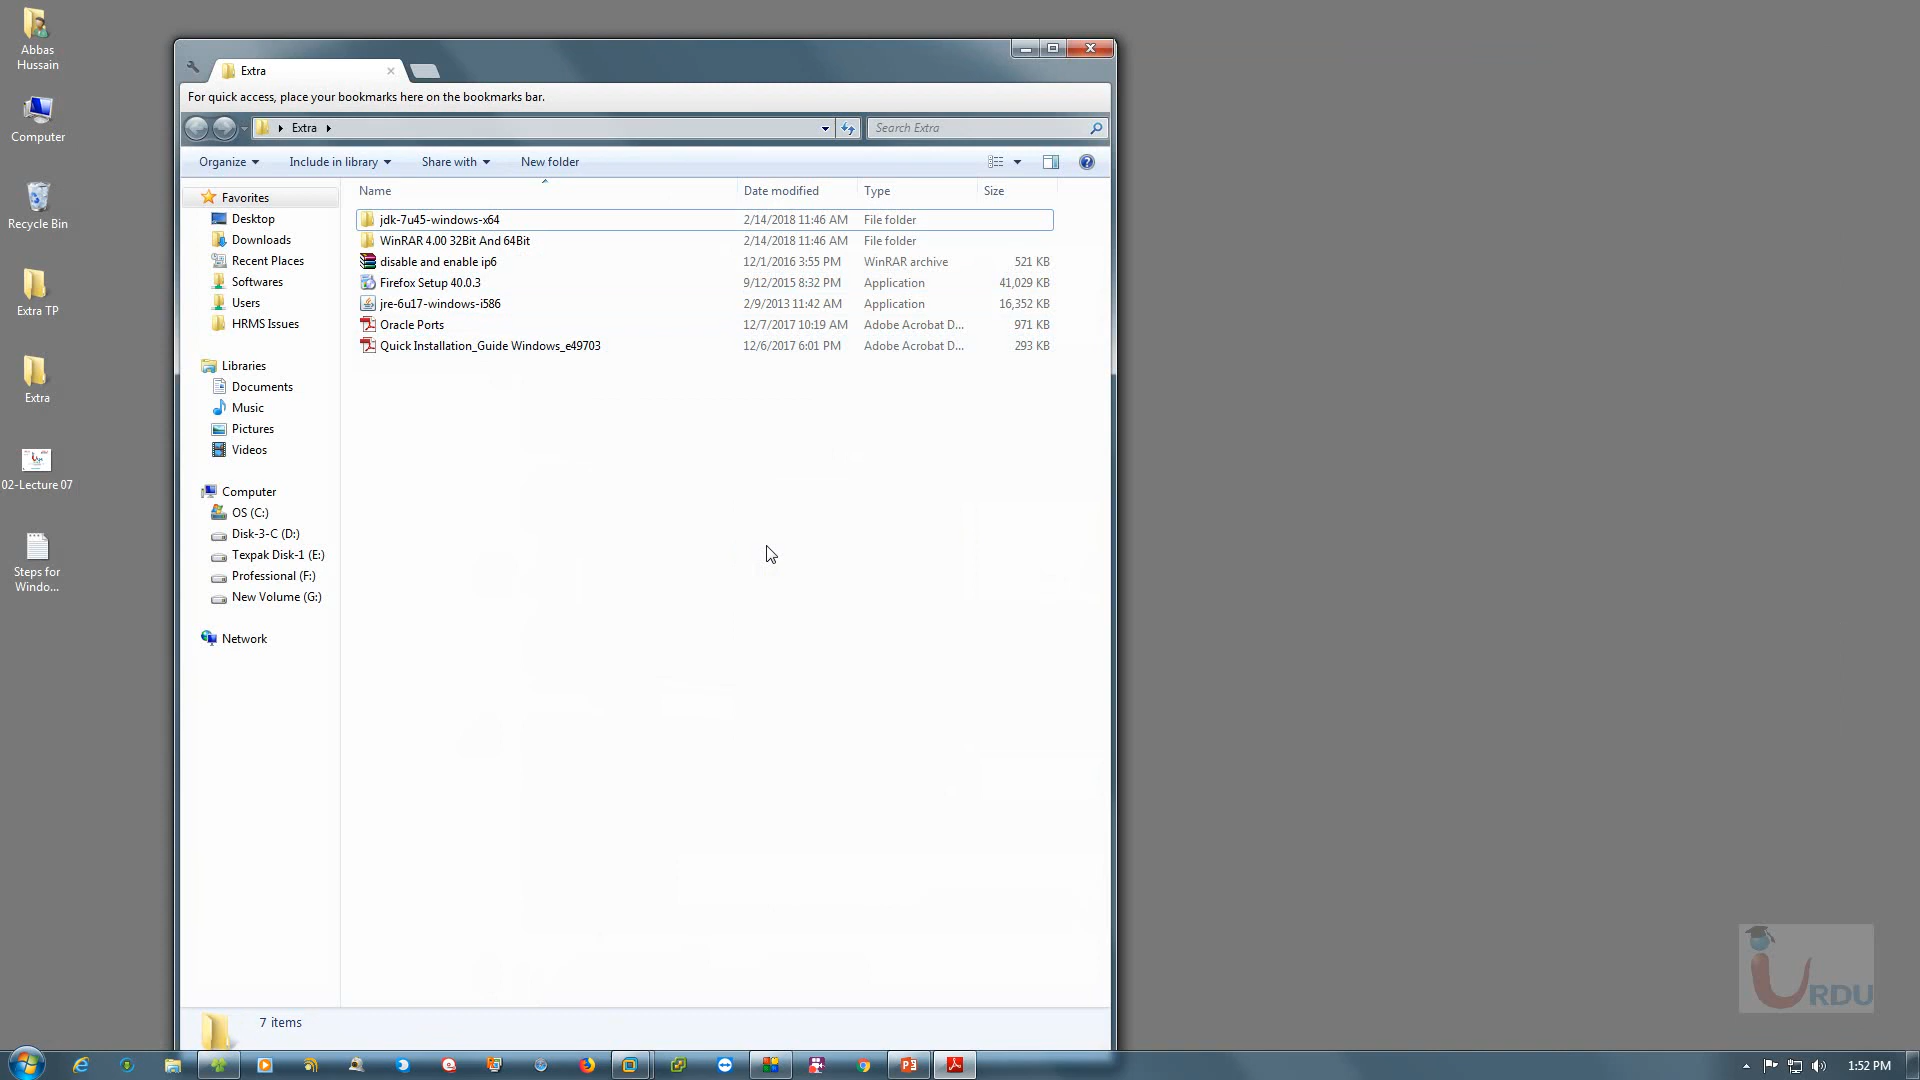 Abbas
Hussain
Computer
Recycle Bin
Extra TP
Extra
02-Lecture 07
Steps for
Windo...
Extra
For quick access, place your bookmarks here on the bookmarks bar.
Extra
Search Extra
Organize
Include in library
Share with
New folder
Name
Date modified
Type
Size
jdk-7u45-windows-x64 2/14/2018 11:46 AM File folder
WinRAR 4.00 32Bit And 64Bit 2/14/2018 11:46 AM File folder
disable and enable ip6 12/1/2016 3:55 PM WinRAR archive 521 KB
Firefox Setup 40.0.3 9/12/2015 8:32 PM Application 41,029 KB
jre-6u17-windows-i586 2/9/2013 11:42 AM Application 16,352 KB
Oracle Ports 12/7/2017 10:19 AM Adobe Acrobat D... 971 KB
Quick Installation_Guide Windows_e49703 12/6/2017 6:01 PM Adobe Acrobat D... 293 KB
Favorites
Desktop
Downloads
Recent Places
Softwares
Users
HRMS Issues
Libraries
Documents
Music
Pictures
Videos
Computer
OS (C:)
Disk-3-C (D:)
Texpak Disk-1 (E:)
Professional (F:)
New Volume (G:)
Network
7 items
iURDU
1:52 PM